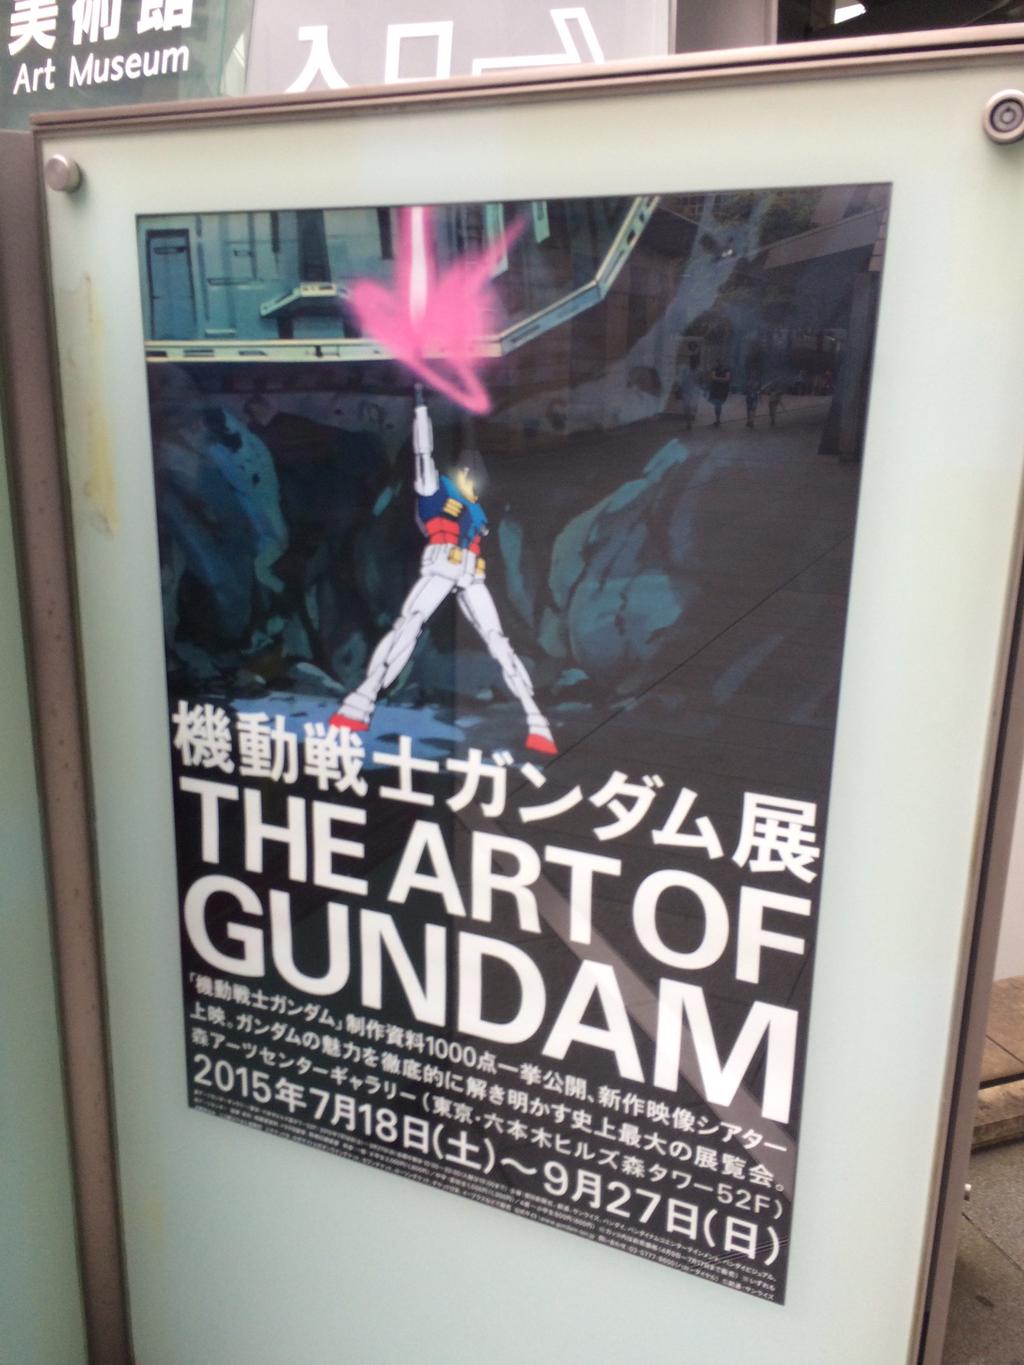 美術館
Art Museum
入口
機動戦士ガンダム展
THE ART OF
GUNDAM
「機動戦士ガンダム」制作資料1000点一挙公開、新作映像シアター
上映。ガンダムの魅力を徹底的に解き明かす史上最大の展覧会。
森アーツセンターギャラリー（東京・六本木ヒルズ森タワー52F）
2015年7月18日(土)〜9月27日(日)